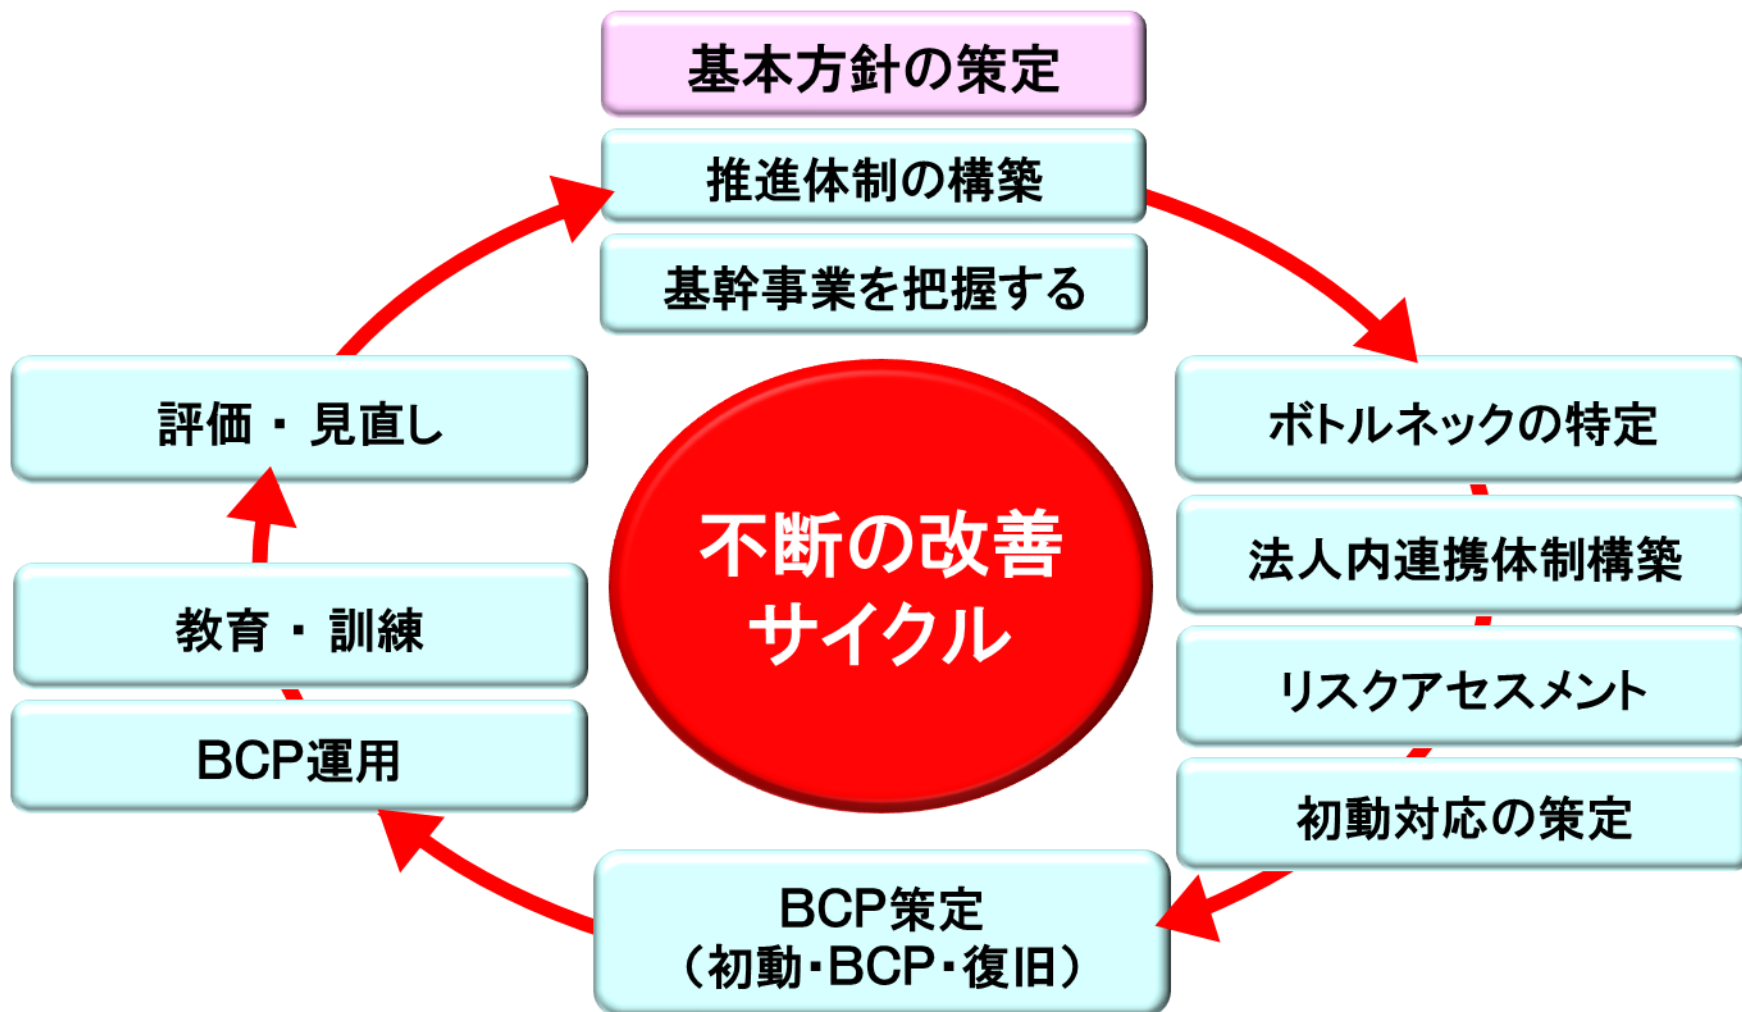 基本方針の策定
推進体制の構築
基幹事業を把握する
ボトルネックの特定
法人内連携体制構築
リスクアセスメント
初動対応の策定
BCP策定
（初動・BCP・復旧）
BCP運用
教育・訓練
評価・見直し
不断の改善
サイクル